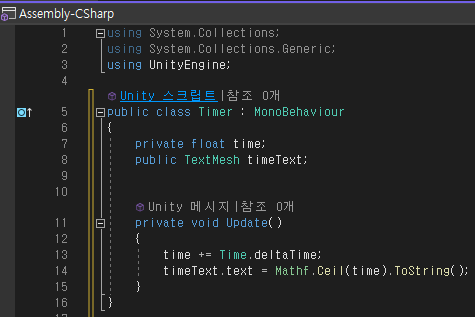 Assembly-CSharp
1 using System.Collections;
2 using System.Collections.Generic;
3 using UnityEngine;
4
Unity 스크립트|참조 0개
5 public class Timer : MonoBehaviour
6 {
7 private float time;
8 public TextMesh timeText;
9
10
Unity 메시지|참조 0개
11 private void Update()
12 {
13 time += Time.deltaTime;
14 timeText.text = Mathf.Ceil(time).ToString();
15 }
16 }